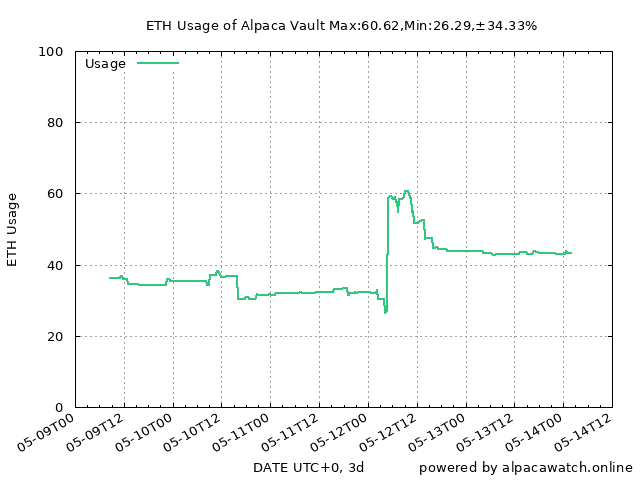 ETH Usage of Alpaca Vault Max:60.62,Min:26.29,±34.33%
Usage
100
80
60
40
20
0
ETH Usage
05-09T00
05-09T12
05-10T00
05-10T12
05-11T00
05-11T12
05-12T00
05-12T12
05-13T00
05-13T12
05-14T00
05-14T12
DATE UTC+0, 3d
powered by alpacawatch.online